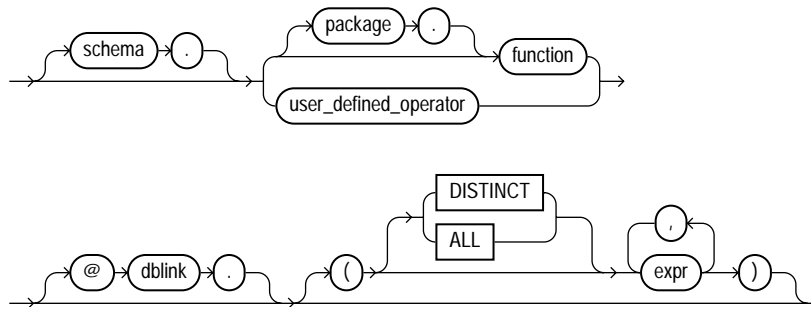 package .
schema . function
user_defined_operator
DISTINCT
ALL ,
@ dblink . ( expr )